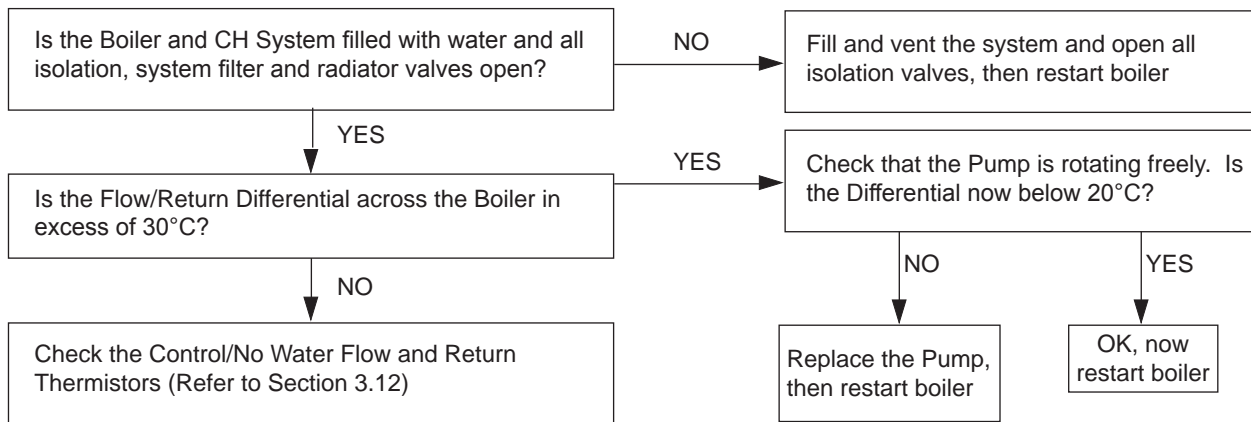 Is the Boiler and CH System filled with water and all
isolation, system filter and radiator valves open?
NO
Fill and vent the system and open all
isolation valves, then restart boiler
YES
Is the Flow/Return Differential across the Boiler in
excess of 30°C?
YES
Check that the Pump is rotating freely.  Is
the Differential now below 20°C?
NO
Check the Control/No Water Flow and Return
Thermistors (Refer to Section 3.12)
NO
Replace the Pump,
then restart boiler
YES
OK, now
restart boiler